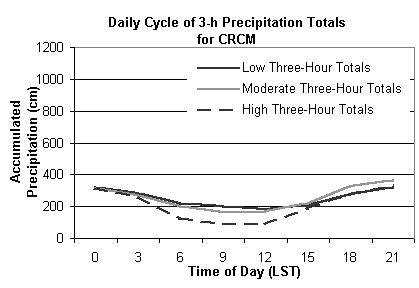 Daily Cycle of 3-h Precipitation Totals
for CRCM
Accumulated
Precipitation (cm)
1200
1000
800
600
400
200
0
Low Three-Hour Totals
Moderate Three-Hour Totals
High Three-Hour Totals
0 3 6 9 12 15 18 21
Time of Day (LST)